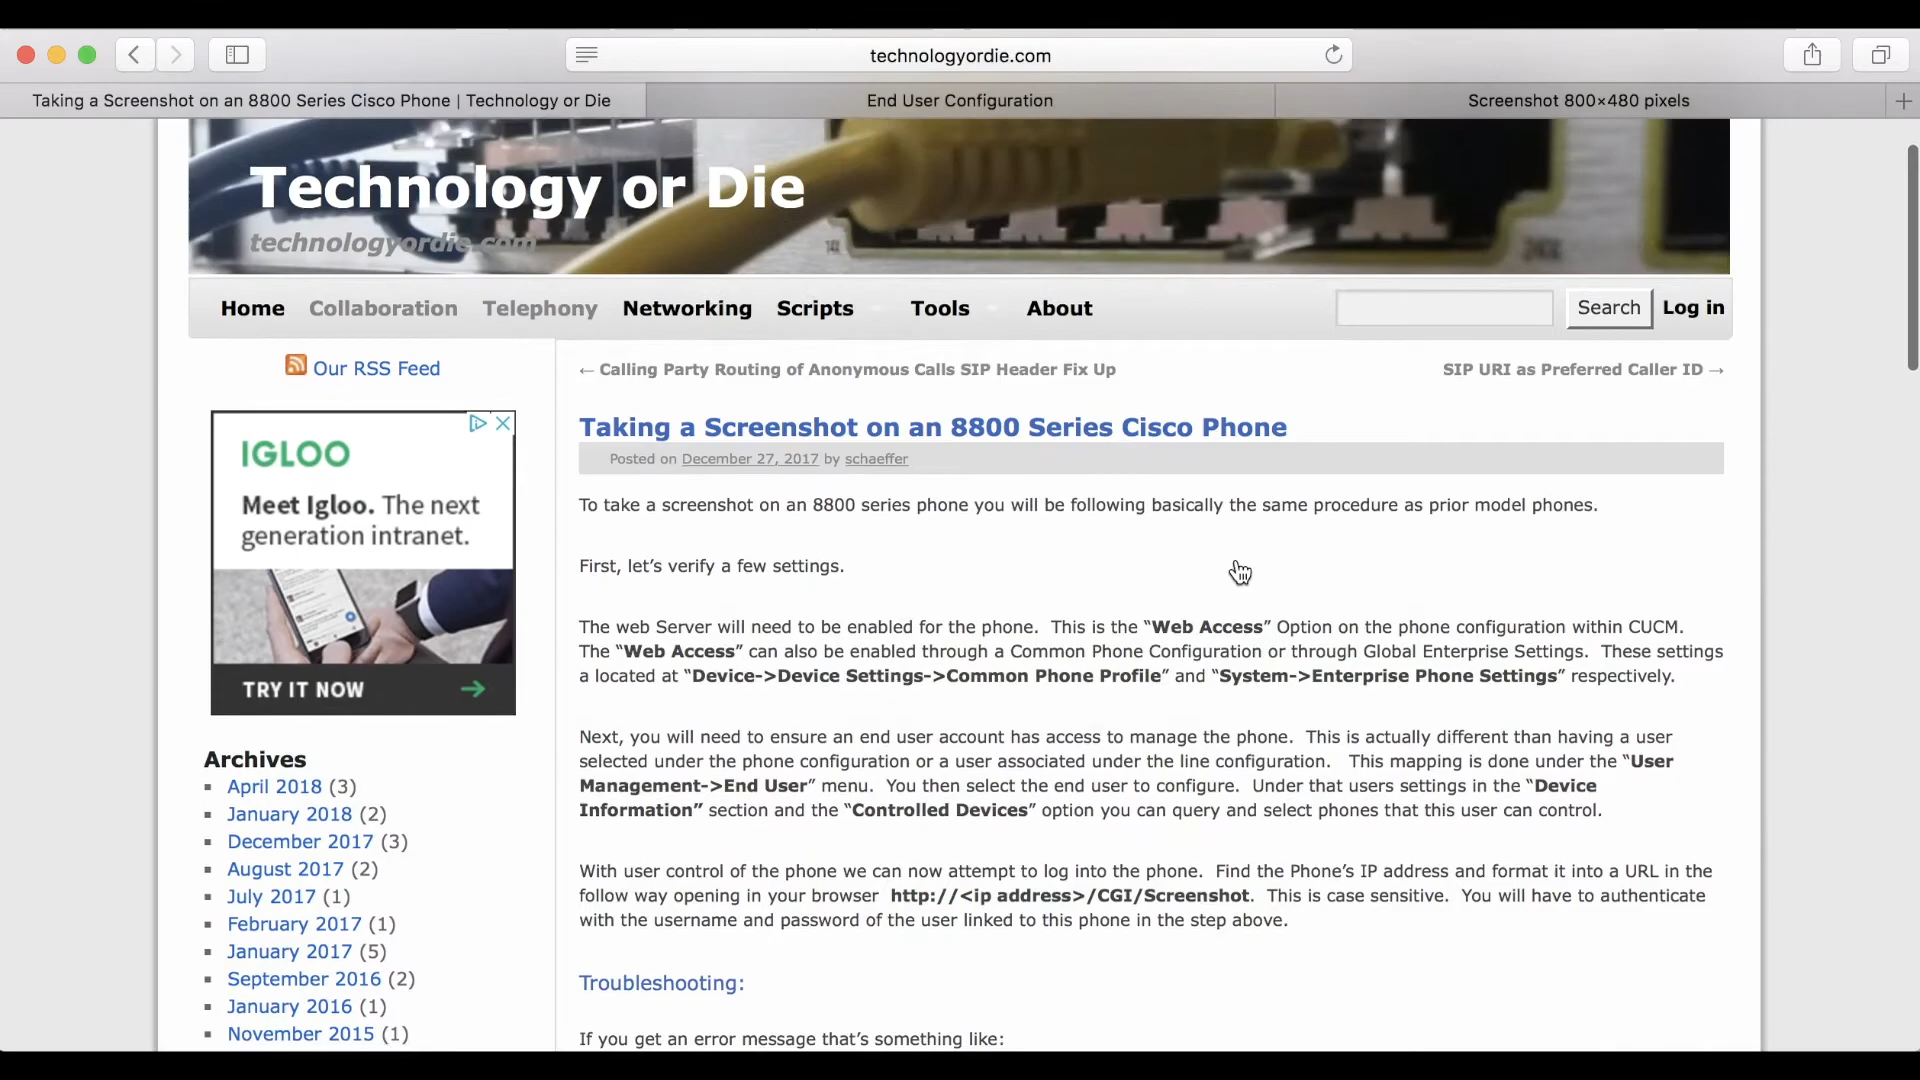 technologyordie.com
Taking a Screenshot on an 8800 Series Cisco Phone | Technology or Die
End User Configuration
Screenshot 800×480 pixels
Technology or Die
technologyordie.com
Home Collaboration Telephony Networking Scripts Tools About Search Log in
Our RSS Feed
← Calling Party Routing of Anonymous Calls SIP Header Fix Up
SIP URI as Preferred Caller ID →
IGLOO
Meet Igloo. The next
generation intranet.
TRY IT NOW
Archives
April 2018 (3)
January 2018 (2)
December 2017 (3)
August 2017 (2)
July 2017 (1)
February 2017 (1)
January 2017 (5)
September 2016 (2)
January 2016 (1)
November 2015 (1)
Taking a Screenshot on an 8800 Series Cisco Phone
Posted on December 27, 2017 by schaeffer
To take a screenshot on an 8800 series phone you will be following basically the same procedure as prior model phones.
First, let’s verify a few settings.
The web Server will need to be enabled for the phone.  This is the “Web Access” Option on the phone configuration within CUCM.
The “Web Access” can also be enabled through a Common Phone Configuration or through Global Enterprise Settings.  These settings
a located at “Device->Device Settings->Common Phone Profile” and “System->Enterprise Phone Settings” respectively.
Next, you will need to ensure an end user account has access to manage the phone.  This is actually different than having a user
selected under the phone configuration or a user associated under the line configuration.   This mapping is done under the “User
Management->End User” menu.  You then select the end user to configure.  Under that users settings in the “Device
Information” section and the “Controlled Devices” option you can query and select phones that this user can control.
With user control of the phone we can now attempt to log into the phone.  Find the Phone’s IP address and format it into a URL in the
follow way opening in your browser  http://<ip address>/CGI/Screenshot.  This is case sensitive.  You will have to authenticate
with the username and password of the user linked to this phone in the step above.
Troubleshooting:
If you get an error message that’s something like: